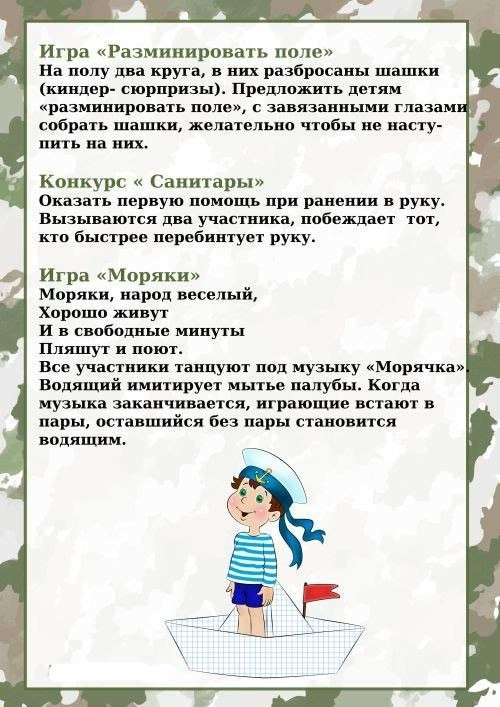 Игра «Разминировать поле»
На полу два круга, в них разбросаны шашки
(киндер- сюрпризы). Предложить детям
«разминировать поле», с завязанными глазами
собрать шашки, желательно чтобы не насту-
пить на них.
Конкурс « Санитары»
Оказать первую помощь при ранении в руку.
Вызываются два участника, побеждает  тот,
кто быстрее перебинтует руку.
Игра «Моряки»
Моряки, народ веселый,
Хорошо живут
И в свободные минуты
Пляшут и поют.
Все участники танцуют под музыку «Морячка».
Водящий имитирует мытье палубы. Когда
музыка заканчивается, играющие встают в
пары, оставшийся без пары становится
водящим.